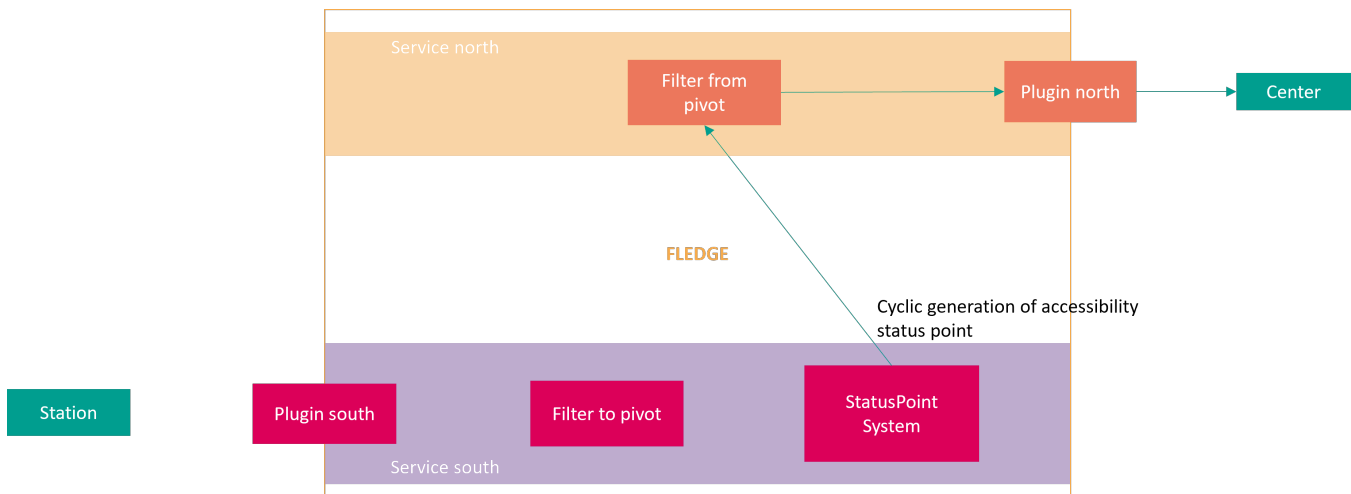 Service north
Filter from
pivot
Plugin north
Center
FLEDGE
Cyclic generation of accessibility
status point
Station
Plugin south
Filter to pivot
StatusPoint
System
Service south